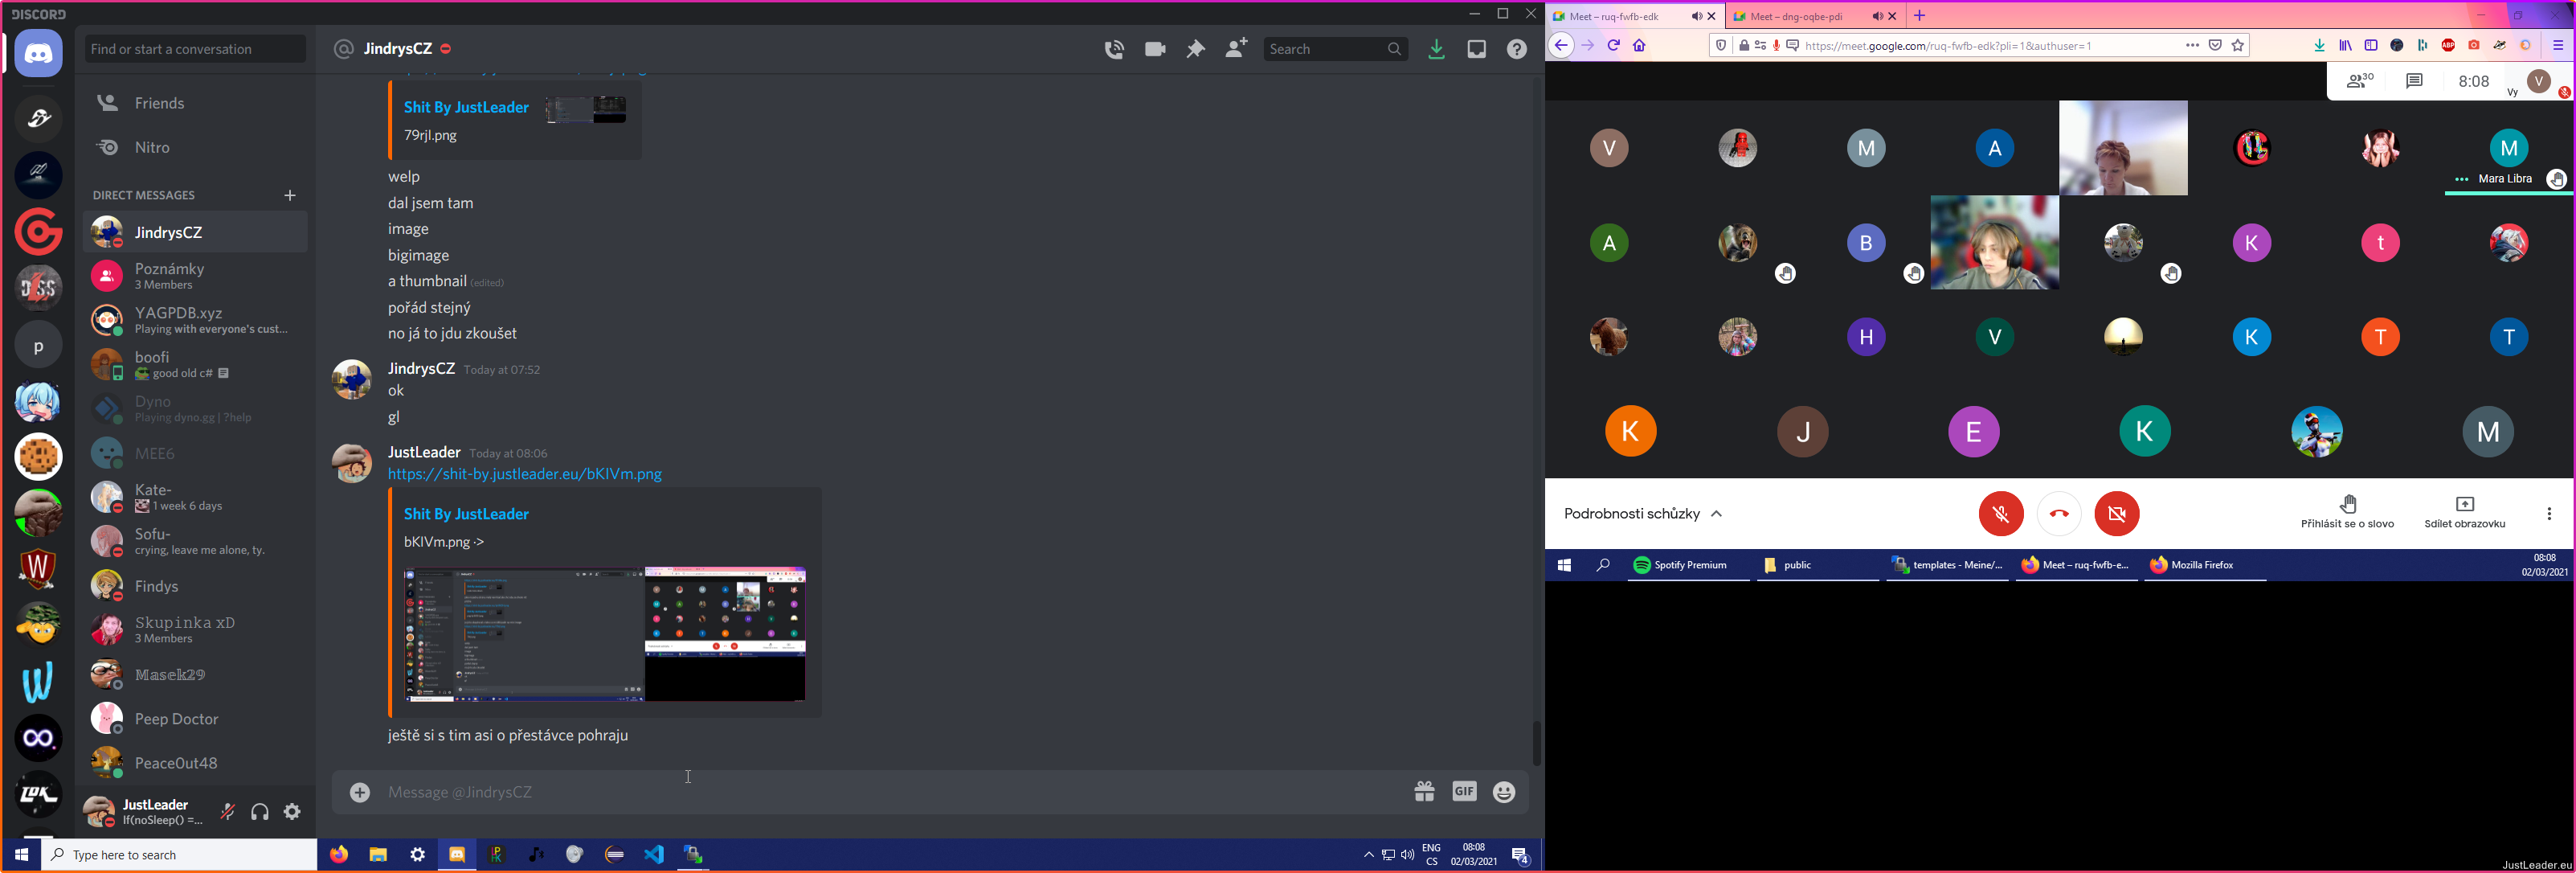 DISCORD
Find or start a conversation
Friends
Nitro
DIRECT MESSAGES
JindrysCZ
Poznámky
3 Members
YAGPDB.xyz
Playing with everyone's cust...
boofi
good old c#
Dyno
Playing dyno.gg | ?help
MEE6
Kate-
1 week 6 days
Sofu-
crying, leave me alone, ty.
Findys
Skupinka xD
3 Members
Masek29
Peep Doctor
Peace0ut48
JustLeader
If(noSleep() =...
p
JindrysCZ
Search
Shit By JustLeader
79rjl.png
welp
dal jsem tam
image
bigimage
a thumbnail (edited)
pořád stejný
no já to jdu zkoušet
JindrysCZ Today at 07:52
ok
gl
JustLeader Today at 08:06
https://shit-by.justleader.eu/bKIVm.png
Shit By JustLeader
bKIVm.png ->
ještě si s tim asi o přestávce pohraju
Message @JindrysCZ
GIF
Type here to search
ENG
CS
08:08
02/03/2021
4
Meet – ruq-fwfb-edk
Meet – dng-oqbe-pdi
https://meet.google.com/ruq-fwfb-edk?pli=1&authuser=1
ABP
30
8:08
Vy
V
V
M
A
M
Mara Libra
A
B
K
t
H
V
K
T
T
K
J
E
K
M
Podrobnosti schůzky
Přihlásit se o slovo
Sdílet obrazovku
Spotify Premium
public
templates - Meine/...
Meet – ruq-fwfb-e...
Mozilla Firefox
08:08
02/03/2021
JustLeader.eu